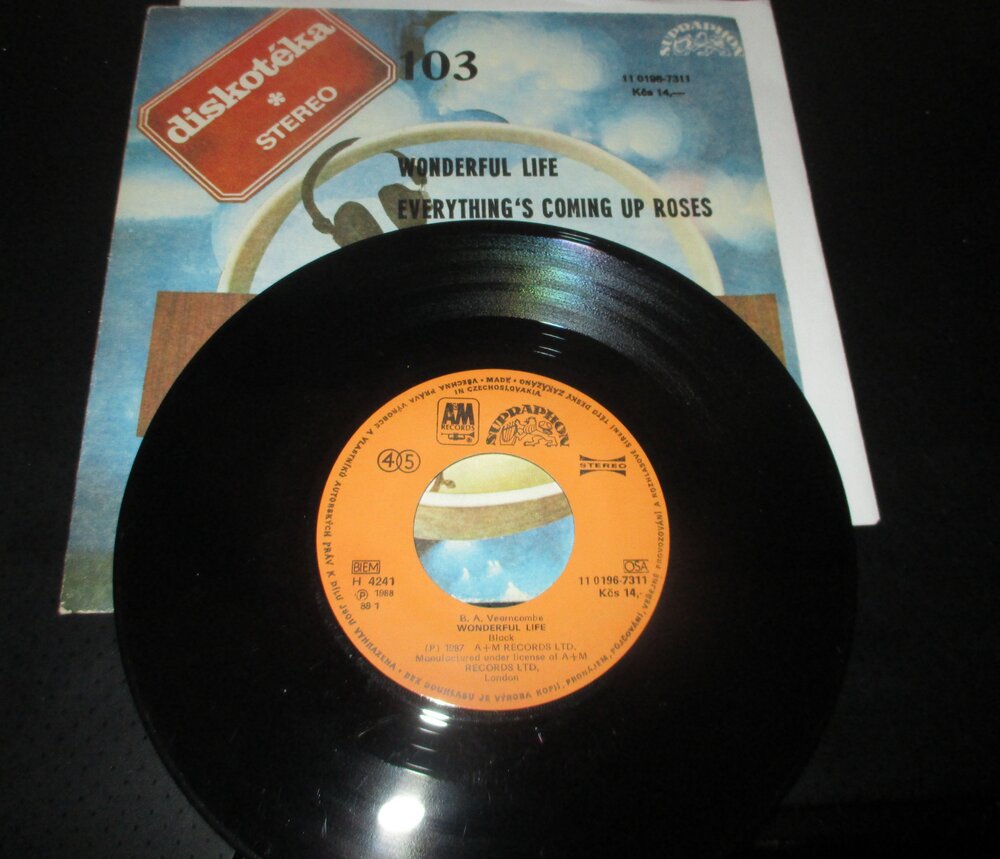 diskotéka
*
STEREO
103
SUPRAPHON
11 0196-7311
Kčs 14,—
WONDERFUL LIFE
EVERYTHING'S COMING UP ROSES
VÝROBCE A VLASTNÍKŮ AUTORSKÝCH PRÁV K DÍLU JSOU VYHRAZENA • BEZ SOUHLASU JE VÝROBA KOPIÍ, PRONÁJEM, PŮJČOVÁNÍ, VEŘEJNÉ PROVOZOVÁNÍ A ROZHLASOVÉ ŠÍŘENÍ TÉTO DESKY ZAKÁZÁNO • MADE • VŠECHNA PRÁVA
IN CZECHOSLOVAKIA
A&M
RECORDS
SUPRAPHON
45
STEREO
BIEM
OSA
H 4241
11 0196-7311
Ⓟ 1988
Kčs 14,-
88 1
B. A. Vearncombe
WONDERFUL LIFE
Black
(P) 1987 A+M RECORDS LTD,
Manufactured under license of A+M
RECORDS LTD,
London